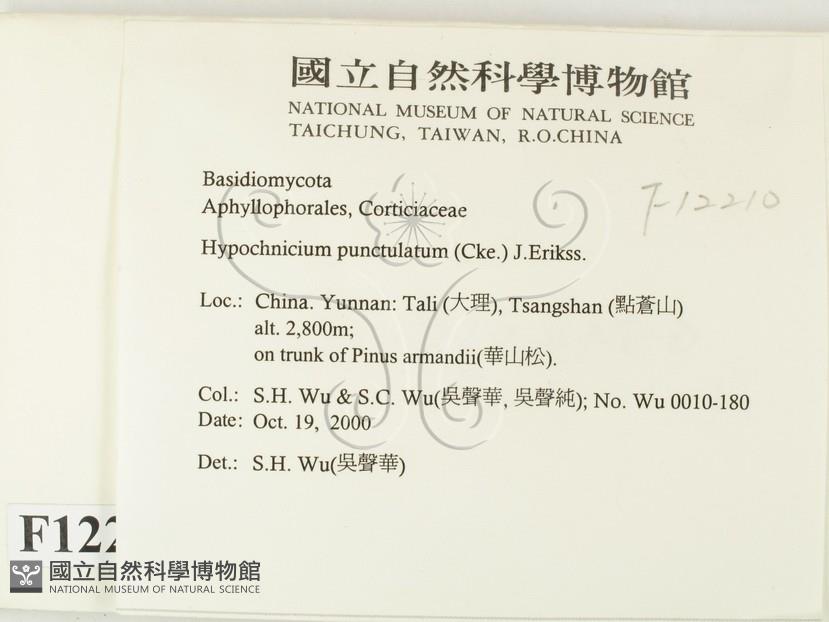 國立自然科學博物館
NATIONAL MUSEUM OF NATURAL SCIENCE
TAICHUNG, TAIWAN, R.O.CHINA
F-12210
Basidiomycota
Aphyllophorales, Corticiaceae
Hypochnicium punctulatum (Cke.) J.Erikss.
Loc.: China. Yunnan: Tali (大理), Tsangshan (點蒼山)
alt. 2,800m;
on trunk of Pinus armandii(華山松).
Col.: S.H. Wu & S.C. Wu(吳聲華, 吳聲純); No. Wu 0010-180
Date: Oct. 19, 2000
Det.: S.H. Wu(吳聲華)
F122
國立自然科學博物館
NATIONAL MUSEUM OF NATURAL SCIENCE